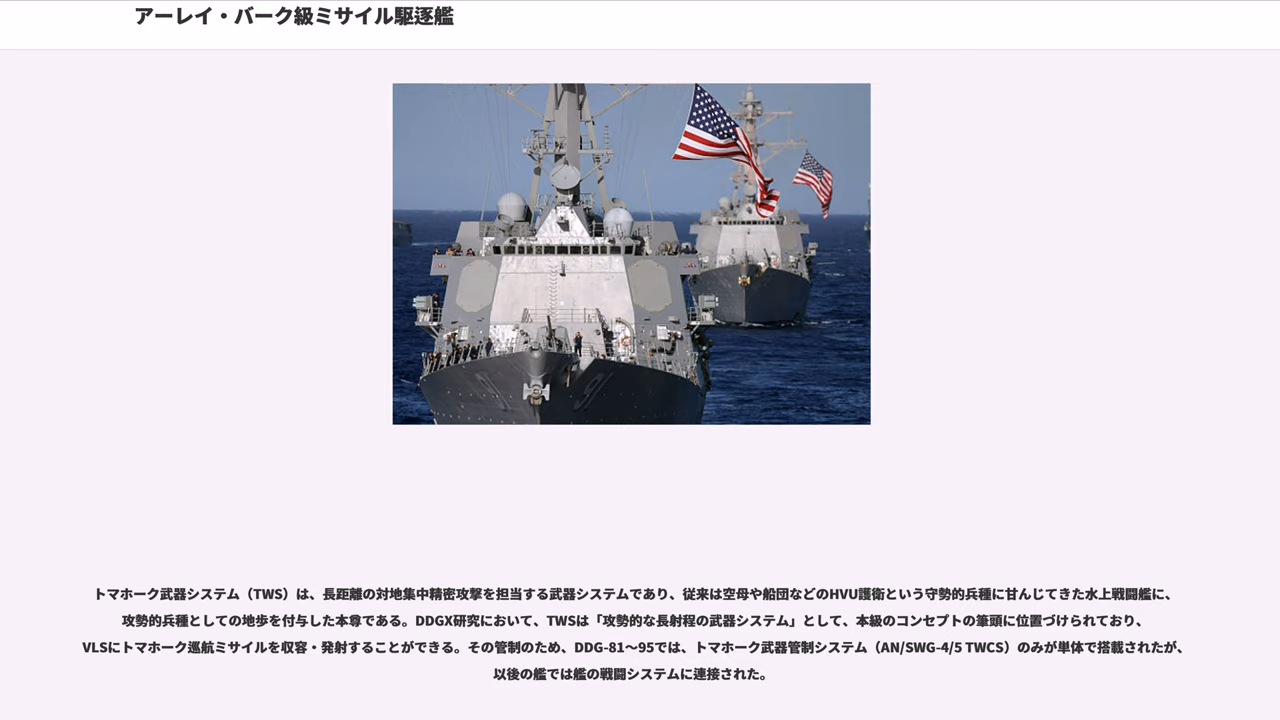 アーレイ・バーク級ミサイル駆逐艦
91
91
トマホーク武器システム（TWS）は、長距離の対地集中精密攻撃を担当する武器システムであり、従来は空母や船団などのHVU護衛という守勢的兵種に甘んじてきた水上戦闘艦に、
攻勢的兵種としての地歩を付与した本尊である。DDGX研究において、TWSは「攻勢的な長射程の武器システム」として、本級のコンセプトの筆頭に位置づけられており、
VLSにトマホーク巡航ミサイルを収容・発射することができる。その管制のため、DDG-81〜95では、トマホーク武器管制システム（AN/SWG-4/5 TWCS）のみが単体で搭載されたが、
以後の艦では艦の戦闘システムに連接された。